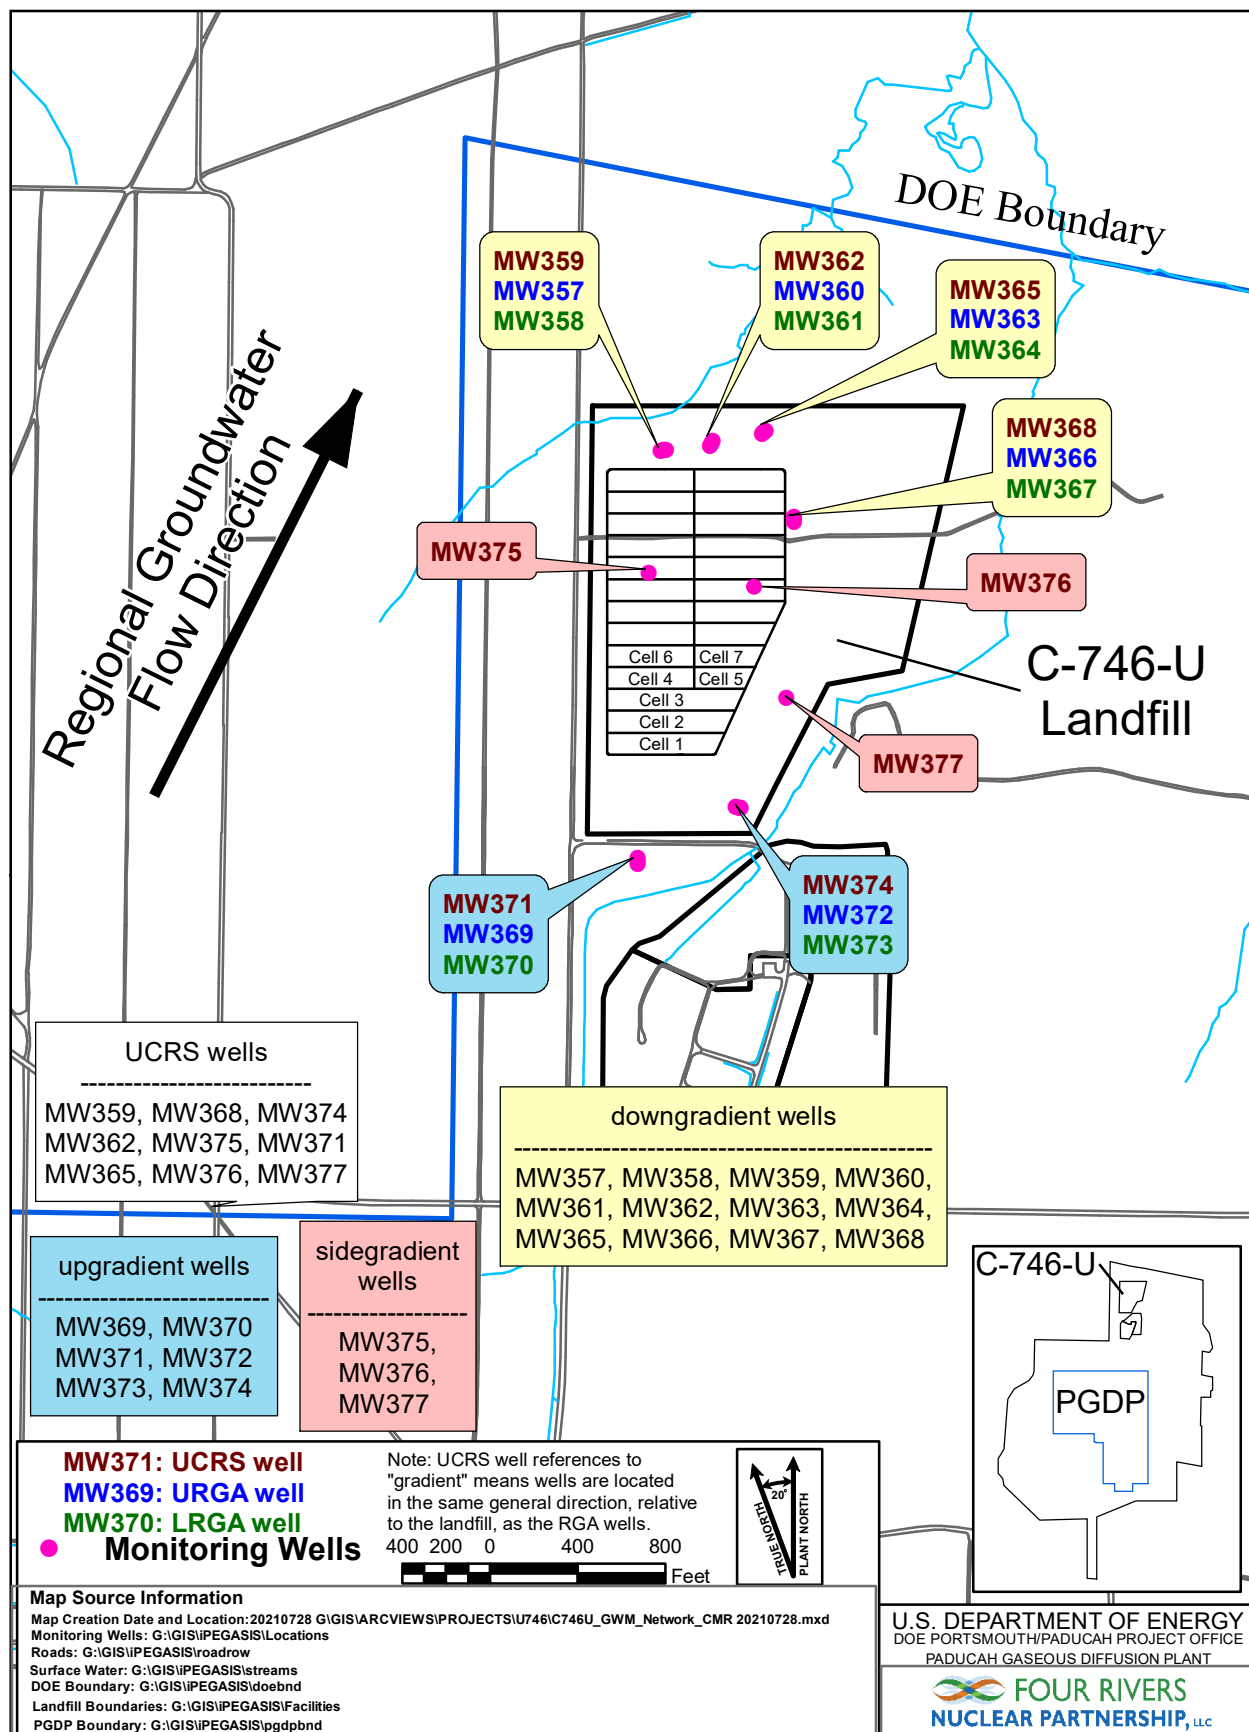 DOE Boundary
MW359
MW357
MW358
MW362
MW360
MW361
MW365
MW363
MW364
MW368
MW366
MW367
Regional Groundwater
Flow Direction
MW375
MW376
Cell 6
Cell 7
Cell 4
Cell 5
Cell 3
Cell 2
Cell 1
C-746-U
Landfill
MW377
MW371
MW369
MW370
MW374
MW372
MW373
UCRS wells
---------------------------
MW359, MW368, MW374
MW362, MW375, MW371
MW365, MW376, MW377
downgradient wells
-------------------------------------------------
MW357, MW358, MW359, MW360,
MW361, MW362, MW363, MW364,
MW365, MW366, MW367, MW368
upgradient wells
---------------------------
MW369, MW370
MW371, MW372
MW373, MW374
sidegradient
wells
-------------------
MW375,
MW376,
MW377
C-746-U
PGDP
MW371: UCRS well
MW369: URGA well
MW370: LRGA well
Monitoring Wells
Note: UCRS well references to
"gradient" means wells are located
in the same general direction, relative
to the landfill, as the RGA wells.
400 200 0 400 800
Feet
20°
TRUE NORTH
PLANT NORTH
Map Source Information
Map Creation Date and Location:20210728 G\GIS\ARCVIEWS\PROJECTS\U746\C746U_GWM_Network_CMR 20210728.mxd
Monitoring Wells: G:\GIS\iPEGASIS\Locations
Roads: G:\GIS\iPEGASIS\roadrow
Surface Water: G:\GIS\iPEGASIS\streams
DOE Boundary: G:\GIS\iPEGASIS\doebnd
Landfill Boundaries: G:\GIS\iPEGASIS\Facilities
PGDP Boundary: G:\GIS\iPEGASIS\pgdpbnd
U.S. DEPARTMENT OF ENERGY
DOE PORTSMOUTH/PADUCAH PROJECT OFFICE
PADUCAH GASEOUS DIFFUSION PLANT
FOUR RIVERS
NUCLEAR PARTNERSHIP, LLC